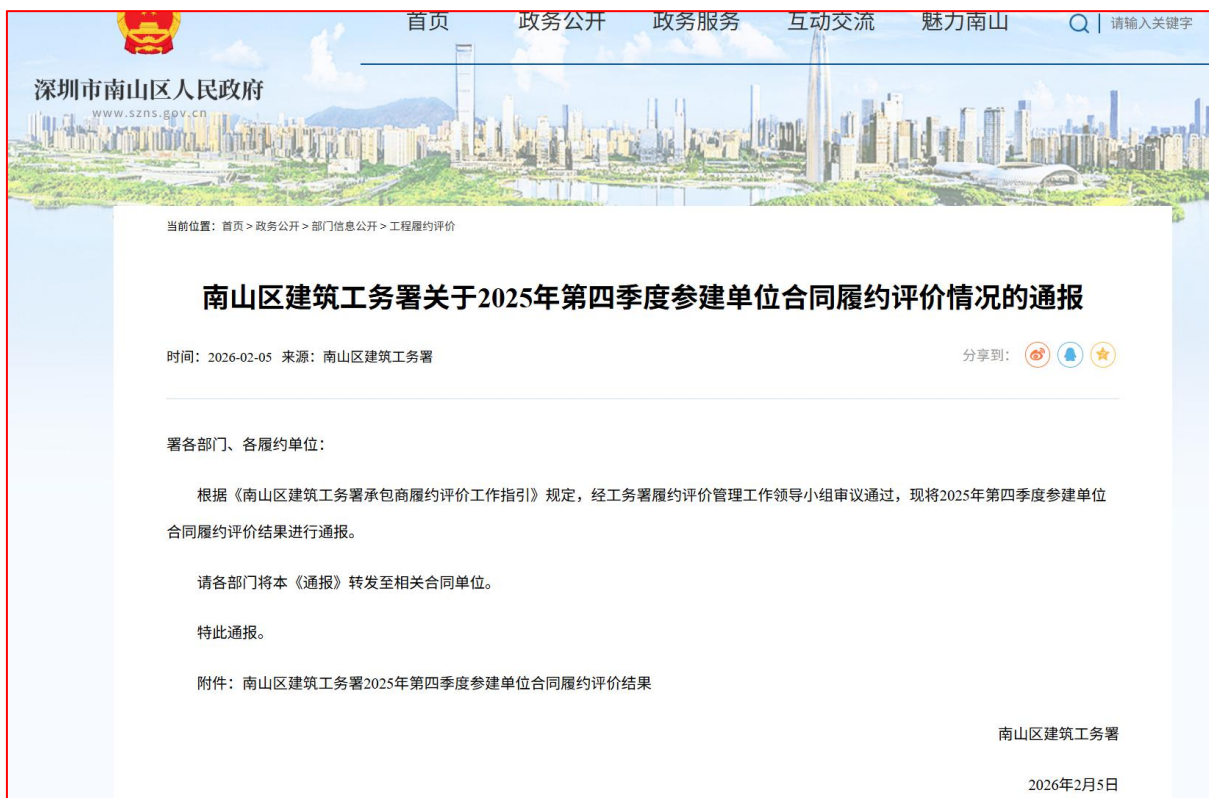 首页 政务公开 政务服务 互动交流 魅力南山 请输入关键字
深圳市南山区人民政府
www.szns.gov.cn
当前位置：首页 > 政务公开 > 部门信息公开 > 工程履约评价
南山区建筑工务署关于2025年第四季度参建单位合同履约评价情况的通报
时间：2026-02-05 来源：南山区建筑工务署 分享到：
署各部门、各履约单位：
根据《南山区建筑工务署承包商履约评价工作指引》规定，经工务署履约评价管理工作领导小组审议通过，现将2025年第四季度参建单位
合同履约评价结果进行通报。
请各部门将本《通报》转发至相关合同单位。
特此通报。
附件：南山区建筑工务署2025年第四季度参建单位合同履约评价结果
南山区建筑工务署
2026年2月5日